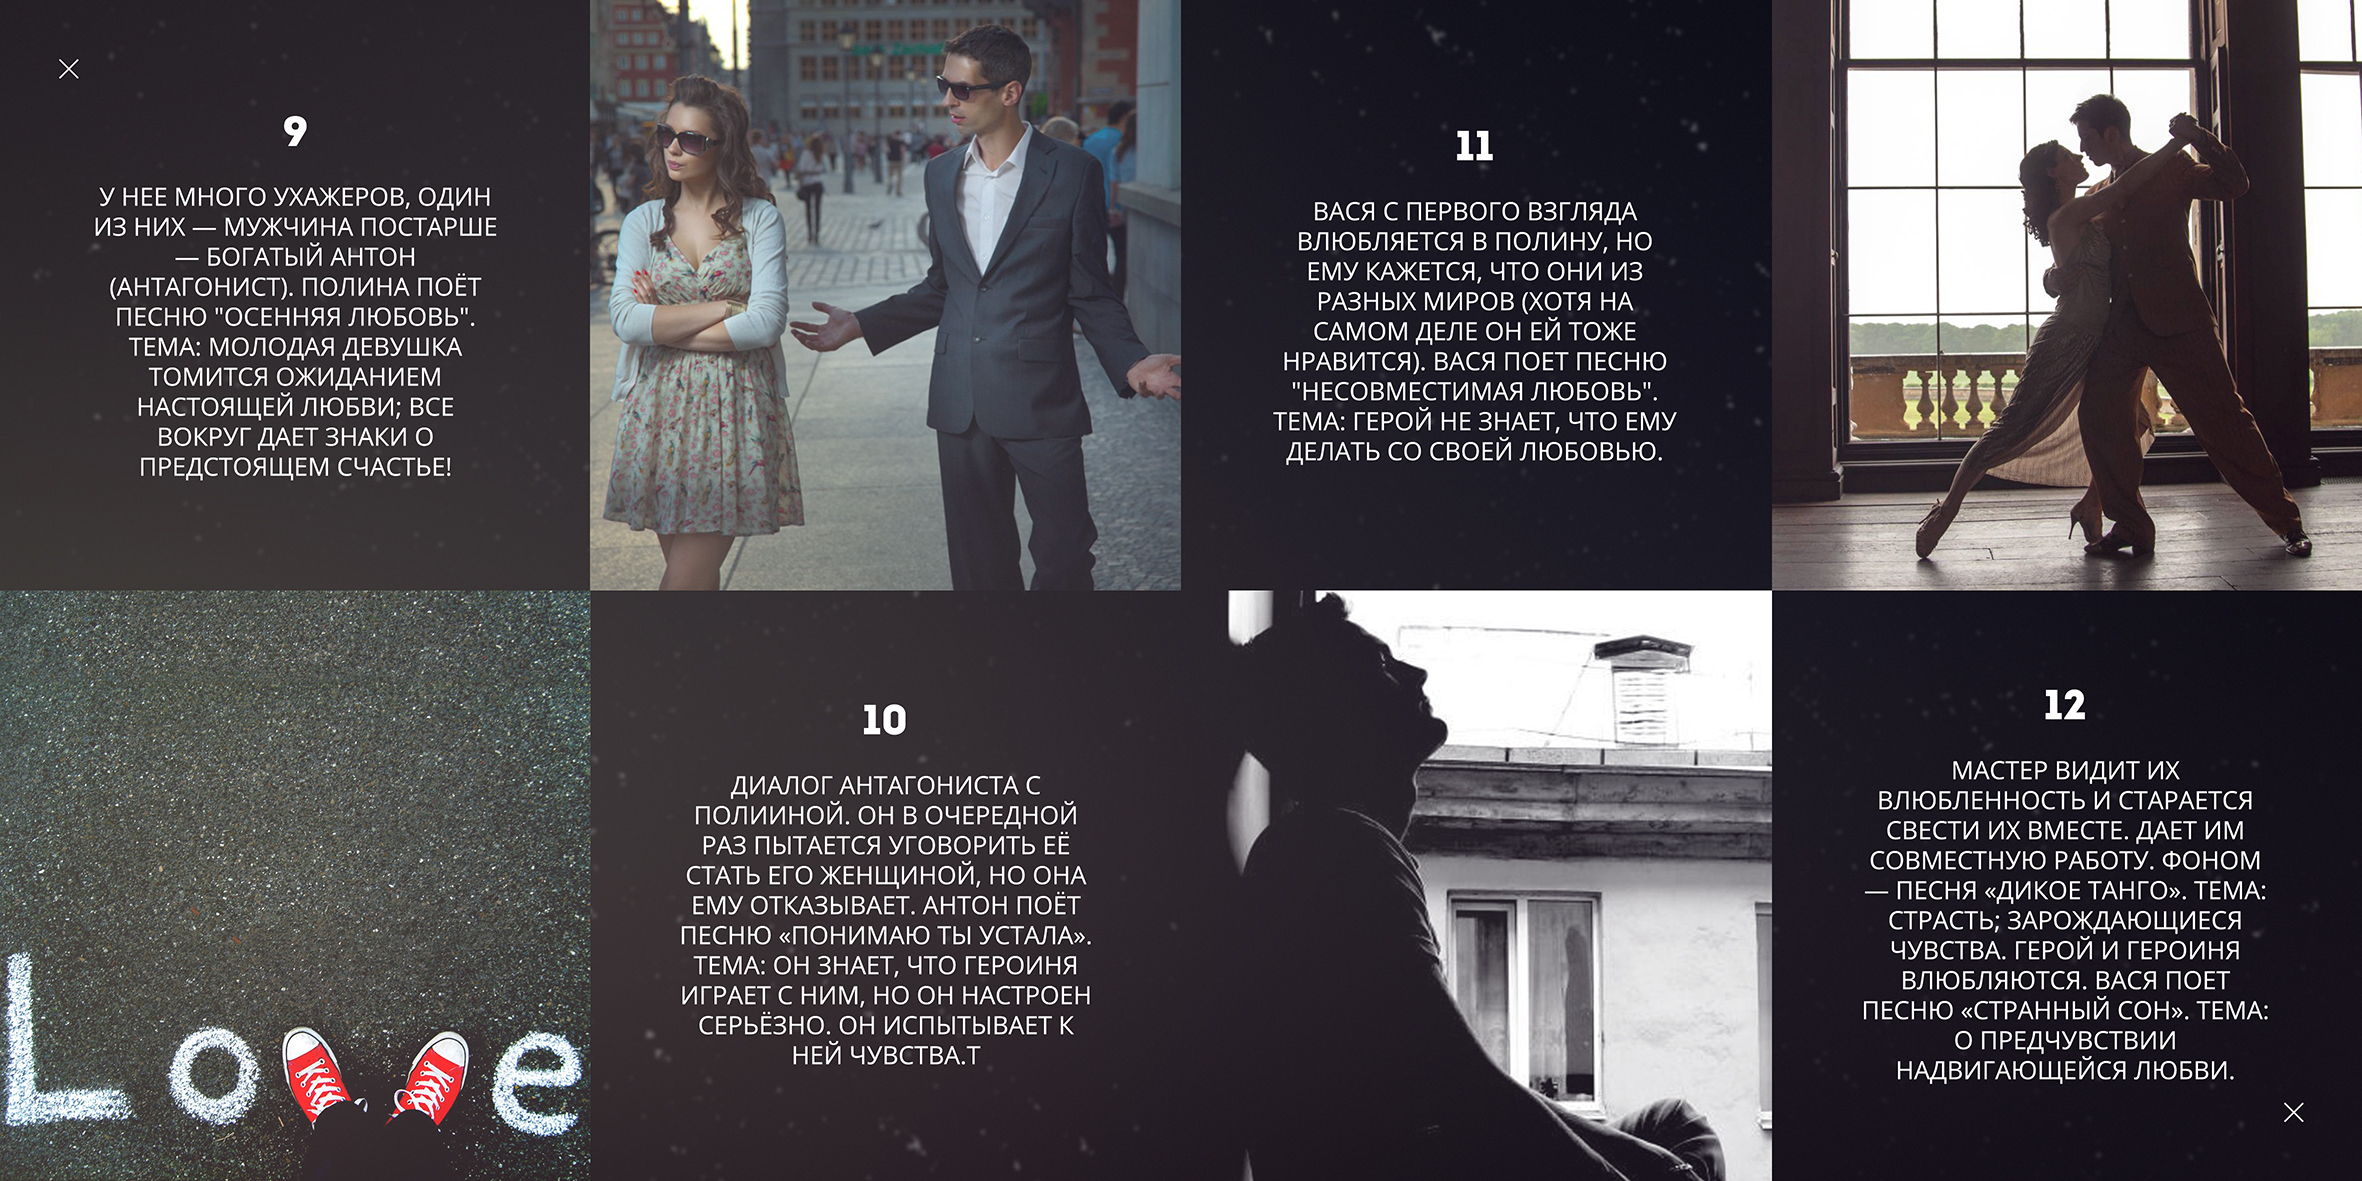 9
У НЕЕ МНОГО УХАЖЕРОВ, ОДИН
ИЗ НИХ — МУЖЧИНА ПОСТАРШЕ
— БОГАТЫЙ АНТОН
(АНТАГОНИСТ). ПОЛИНА ПОЁТ
ПЕСНЮ "ОСЕННЯЯ ЛЮБОВЬ".
ТЕМА: МОЛОДАЯ ДЕВУШКА
ТОМИТСЯ ОЖИДАНИЕМ
НАСТОЯЩЕЙ ЛЮБВИ; ВСЕ
ВОКРУГ ДАЕТ ЗНАКИ О
ПРЕДСТОЯЩЕМ СЧАСТЬЕ!
Love
10
ДИАЛОГ АНТАГОНИСТА С
ПОЛИИНОЙ. ОН В ОЧЕРЕДНОЙ
РАЗ ПЫТАЕТСЯ УГОВОРИТЬ ЕЁ
СТАТЬ ЕГО ЖЕНЩИНОЙ, НО ОНА
ЕМУ ОТКАЗЫВАЕТ. АНТОН ПОЁТ
ПЕСНЮ «ПОНИМАЮ ТЫ УСТАЛА».
ТЕМА: ОН ЗНАЕТ, ЧТО ГЕРОИНЯ
ИГРАЕТ С НИМ, НО ОН НАСТРОЕН
СЕРЬЁЗНО. ОН ИСПЫТЫВАЕТ К
НЕЙ ЧУВСТВА.Т
11
ВАСЯ С ПЕРВОГО ВЗГЛЯДА
ВЛЮБЛЯЕТСЯ В ПОЛИНУ, НО
ЕМУ КАЖЕТСЯ, ЧТО ОНИ ИЗ
РАЗНЫХ МИРОВ (ХОТЯ НА
САМОМ ДЕЛЕ ОН ЕЙ ТОЖЕ
НРАВИТСЯ). ВАСЯ ПОЕТ ПЕСНЮ
"НЕСОВМЕСТИМАЯ ЛЮБОВЬ".
ТЕМА: ГЕРОЙ НЕ ЗНАЕТ, ЧТО ЕМУ
ДЕЛАТЬ СО СВОЕЙ ЛЮБОВЬЮ.
12
МАСТЕР ВИДИТ ИХ
ВЛЮБЛЕННОСТЬ И СТАРАЕТСЯ
СВЕСТИ ИХ ВМЕСТЕ. ДАЕТ ИМ
СОВМЕСТНУЮ РАБОТУ. ФОНОМ
— ПЕСНЯ «ДИКОЕ ТАНГО». ТЕМА:
СТРАСТЬ; ЗАРОЖДАЮЩИЕСЯ
ЧУВСТВА. ГЕРОЙ И ГЕРОИНЯ
ВЛЮБЛЯЮТСЯ. ВАСЯ ПОЕТ
ПЕСНЮ «СТРАННЫЙ СОН». ТЕМА:
О ПРЕДЧУВСТВИИ
НАДВИГАЮЩЕЙСЯ ЛЮБВИ.